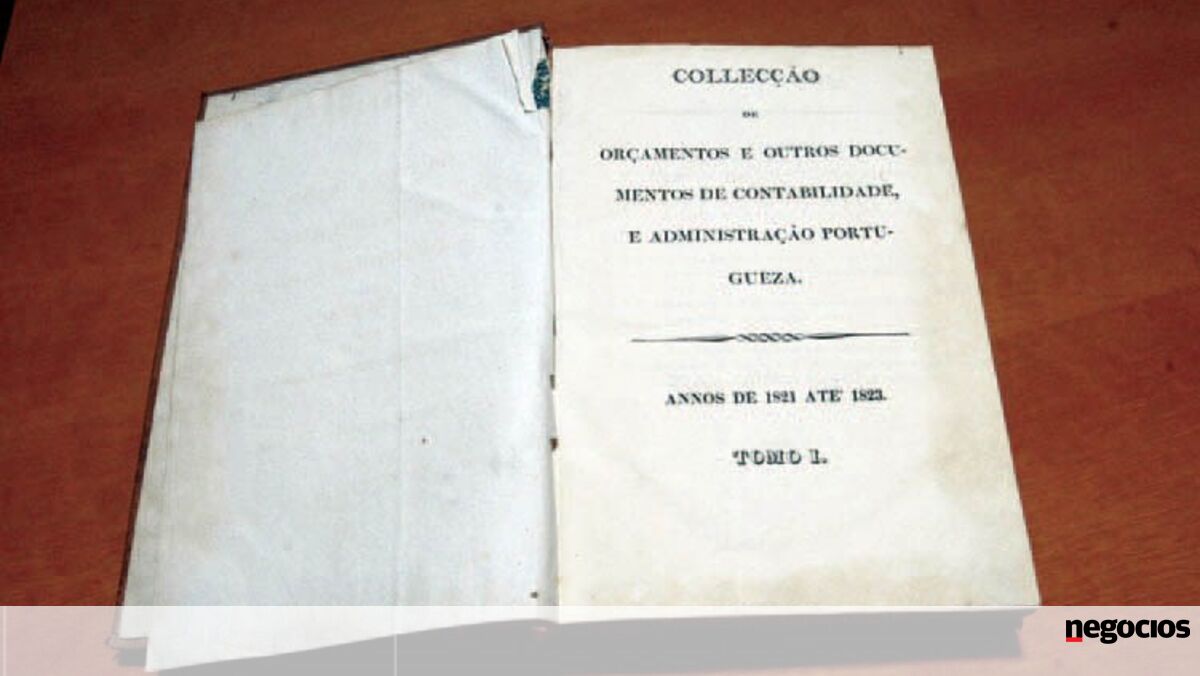 COLLECÇÃO
DE
ORÇAMENTOS E OUTROS DOCU-
MENTOS DE CONTABILIDADE,
E ADMINISTRAÇÃO PORTU-
GUEZA.
ANNOS DE 1821 ATE' 1823.
TOMO I.
negocios